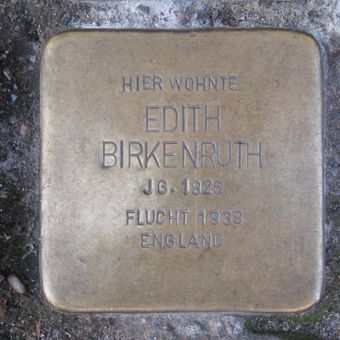 HIER WOHNTE
EDITH
BIRKENRUTH
JG. 1926
FLUCHT 1939
ENGLAND